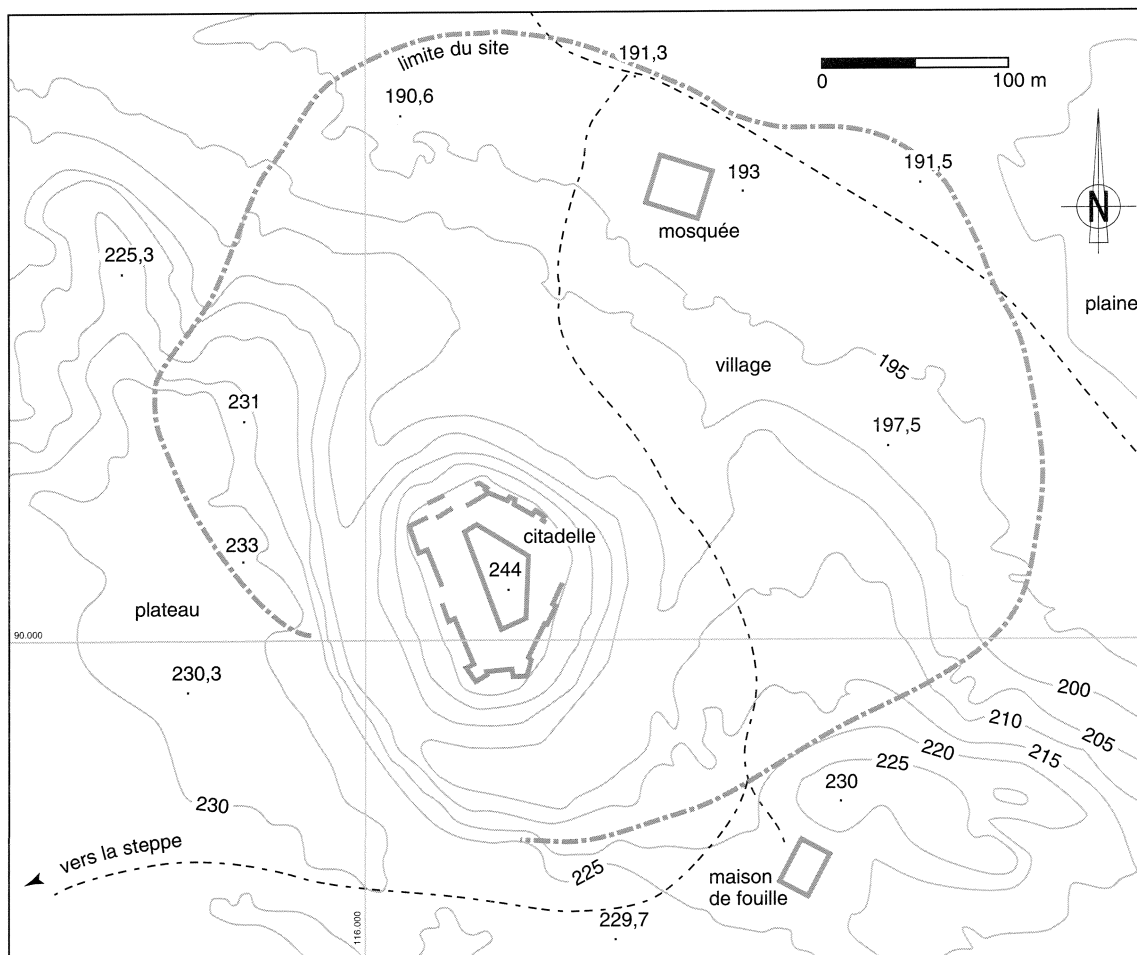 limite du site
191,3
0 100 m
190,6
191,5
193
N
mosquée
225,3
plaine
village
195
231
197,5
citadelle
233
244
plateau
90.000
230,3
200
210
205
220
215
225
230
230
vers la steppe
225
maison
de fouille
229,7
116.000